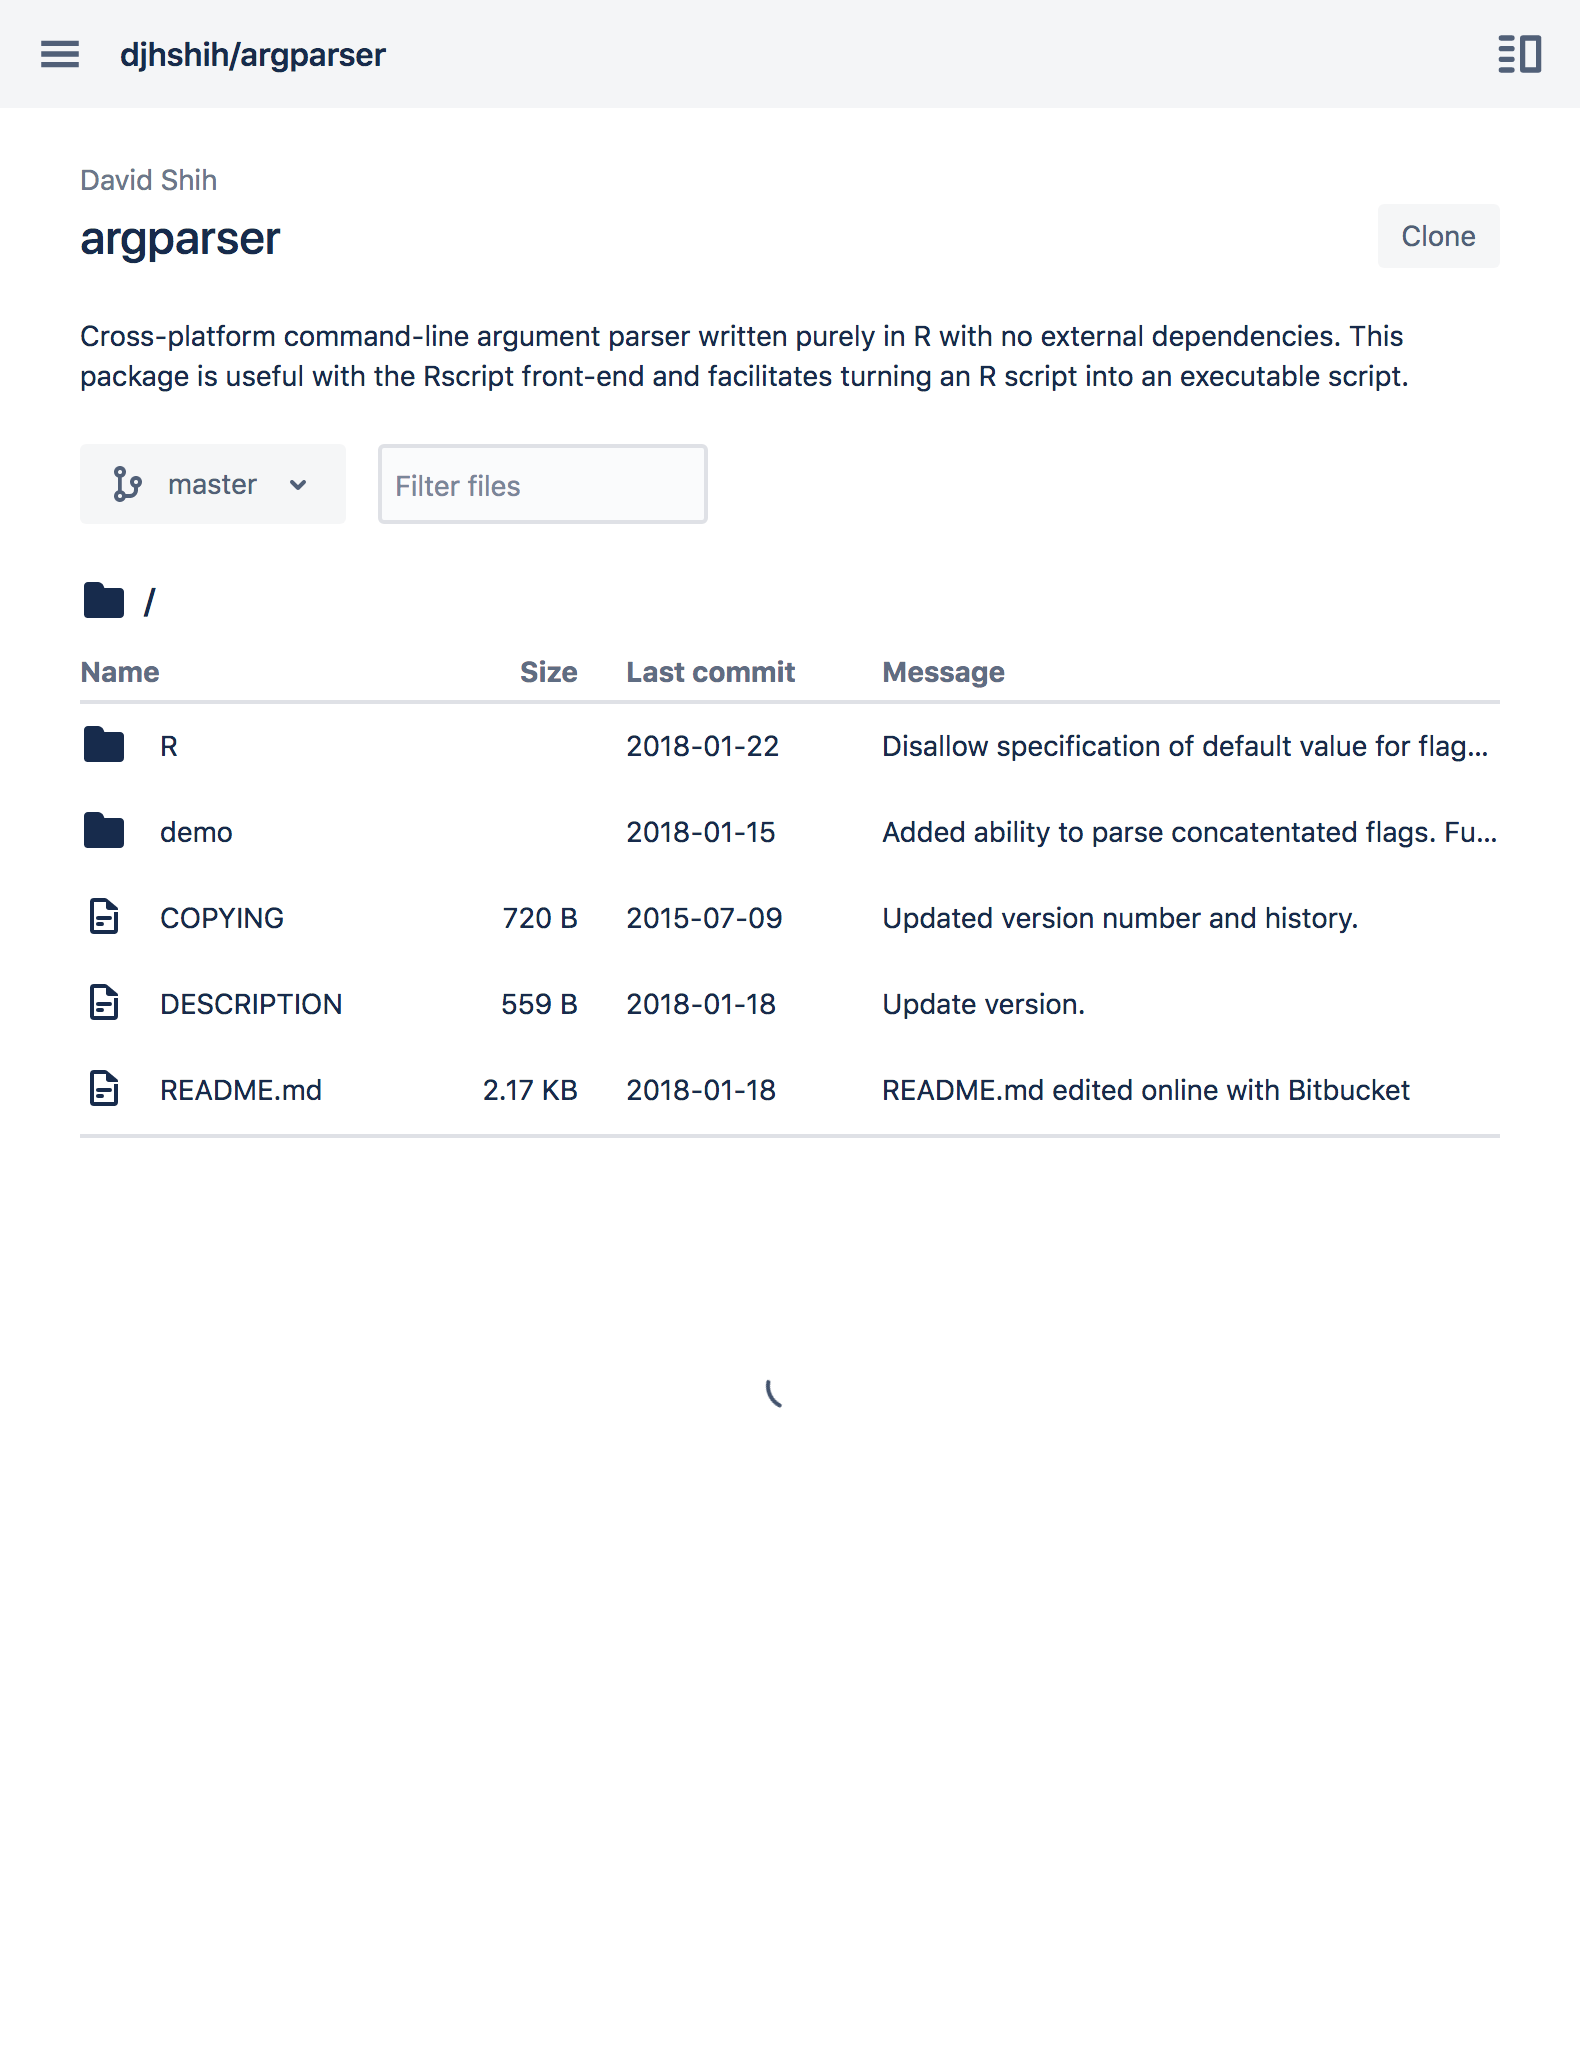 djhshih/argparser
David Shih
argparser
Clone
Cross-platform command-line argument parser written purely in R with no external dependencies. This
package is useful with the Rscript front-end and facilitates turning an R script into an executable script.
master
Filter files
/
Name Size Last commit Message
R 2018-01-22 Disallow specification of default value for flag...
demo 2018-01-15 Added ability to parse concatentated flags. Fu...
COPYING 720 B 2015-07-09 Updated version number and history.
DESCRIPTION 559 B 2018-01-18 Update version.
README.md 2.17 KB 2018-01-18 README.md edited online with Bitbucket